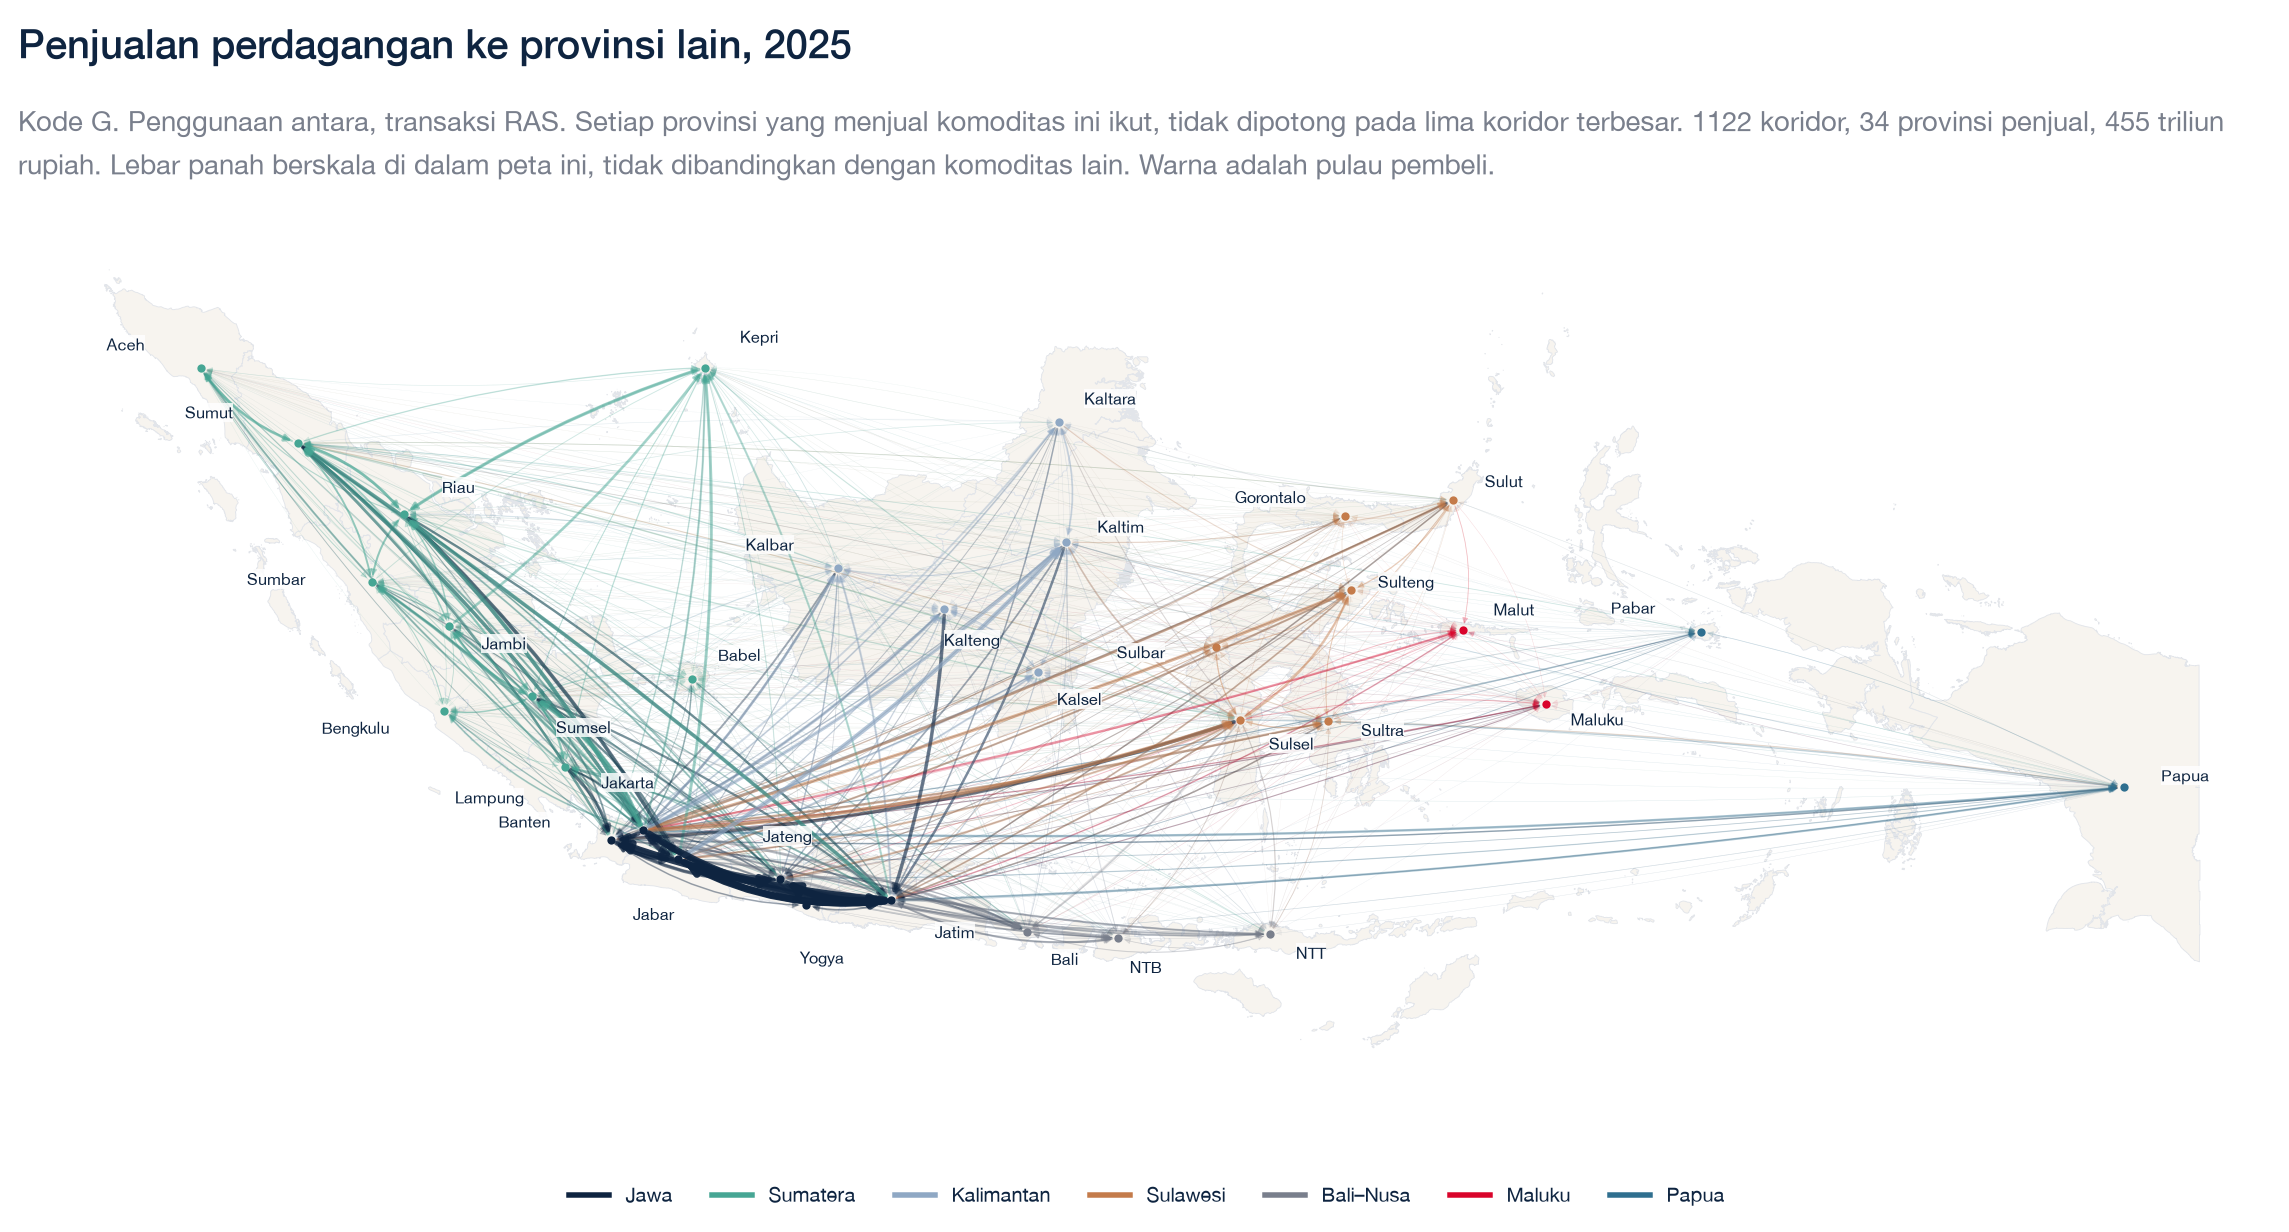 Penjualan perdagangan ke provinsi lain, 2025
Kode G. Penggunaan antara, transaksi RAS. Setiap provinsi yang menjual komoditas ini ikut, tidak dipotong pada lima koridor terbesar. 1122 koridor, 34 provinsi penjual, 455 triliun
rupiah. Lebar panah berskala di dalam peta ini, tidak dibandingkan dengan komoditas lain. Warna adalah pulau pembeli.
Kepri
Aceh
Kaltara
Sumut
Sulut
Riau
Gorontalo
Kaltim
Kalbar
Sumbar
Sulteng
Malut
Pabar
Jambi
Kalteng
Babel
Sulbar
Kalsel
Maluku
Bengkulu
Sumsel
Sultra
Sulsel
Papua
Jakarta
Lampung
Banten
Jateng
Jabar
Jatim
NTT
Yogya
Bali
NTB
Jawa
Sumatera
Kalimantan
Sulawesi
Bali–Nusa
Maluku
Papua